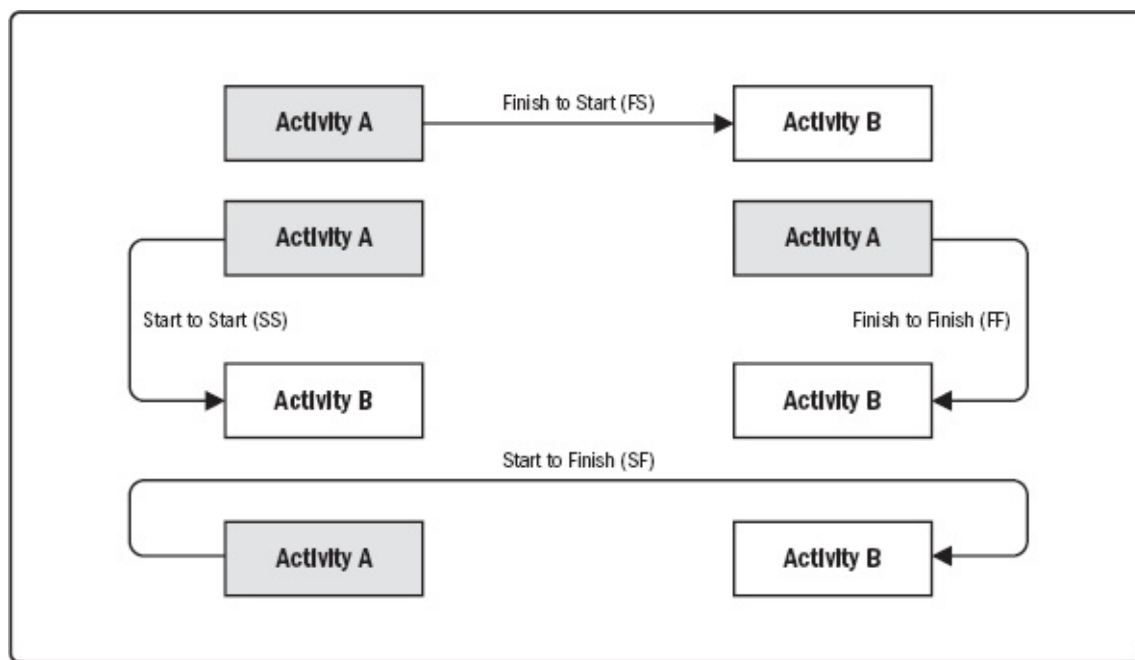 Activity A
Finish to Start (FS)
Activity B
Activity A
Activity A
Start to Start (SS)
Finish to Finish (FF)
Activity B
Activity B
Start to Finish (SF)
Activity A
Activity B